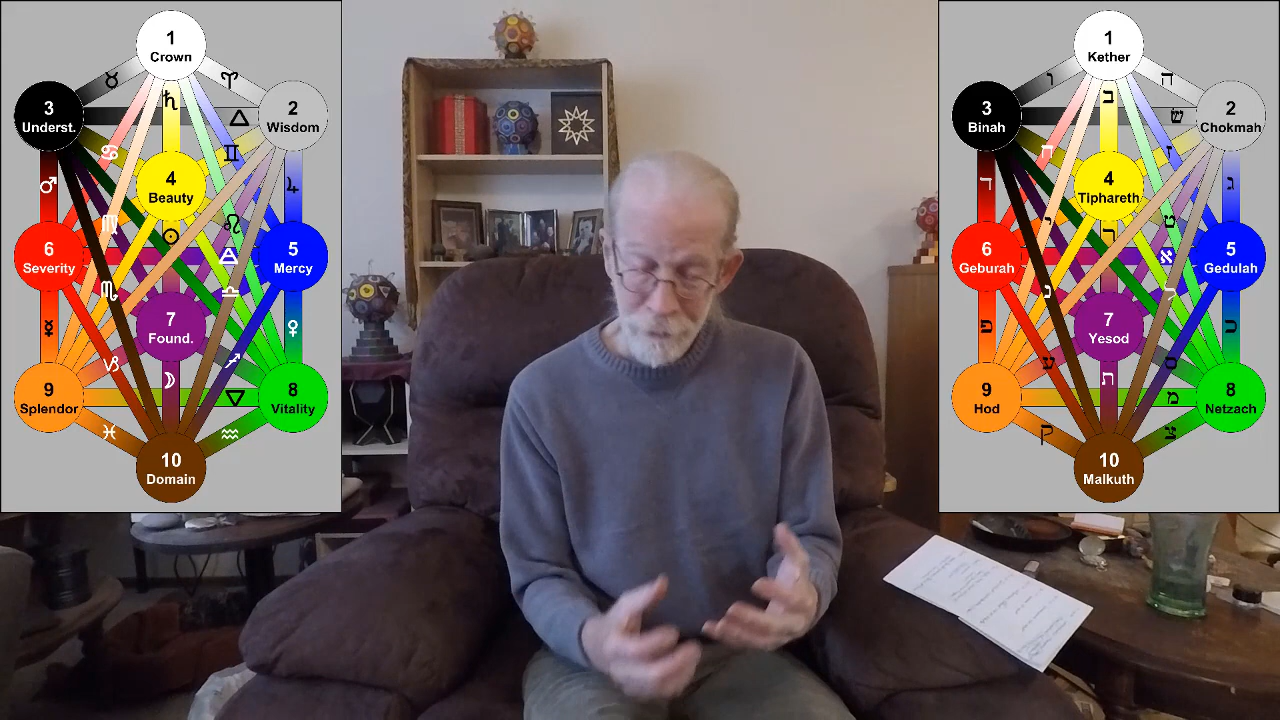 1
Crown
♉ ♈
♄
3
Underst.
2
Wisdom
🜂
♋ ♊
♂ ♃
4
Beauty
♍ ♌
☉
6
Severity
5
Mercy
🜁
♏ ♎
☿ ♀
7
Found.
♑ ♐
☽
9
Splendor
8
Vitality
🜄
♓ ♒
10
Domain
1
Kether
ו ה
ב
3
Binah
2
Chokmah
ש
ח ז
ד ג
4
Tiphareth
י ט
ר
6
Geburah
5
Gedulah
א
נ ל
פ כ
7
Yesod
ע ס
ת
9
Hod
8
Netzach
מ
ק צ
10
Malkuth